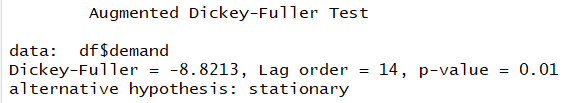 Augmented Dickey-Fuller Test
data: df$demand
Dickey-Fuller = -8.8213, Lag order = 14, p-value = 0.01
alternative hypothesis: stationary